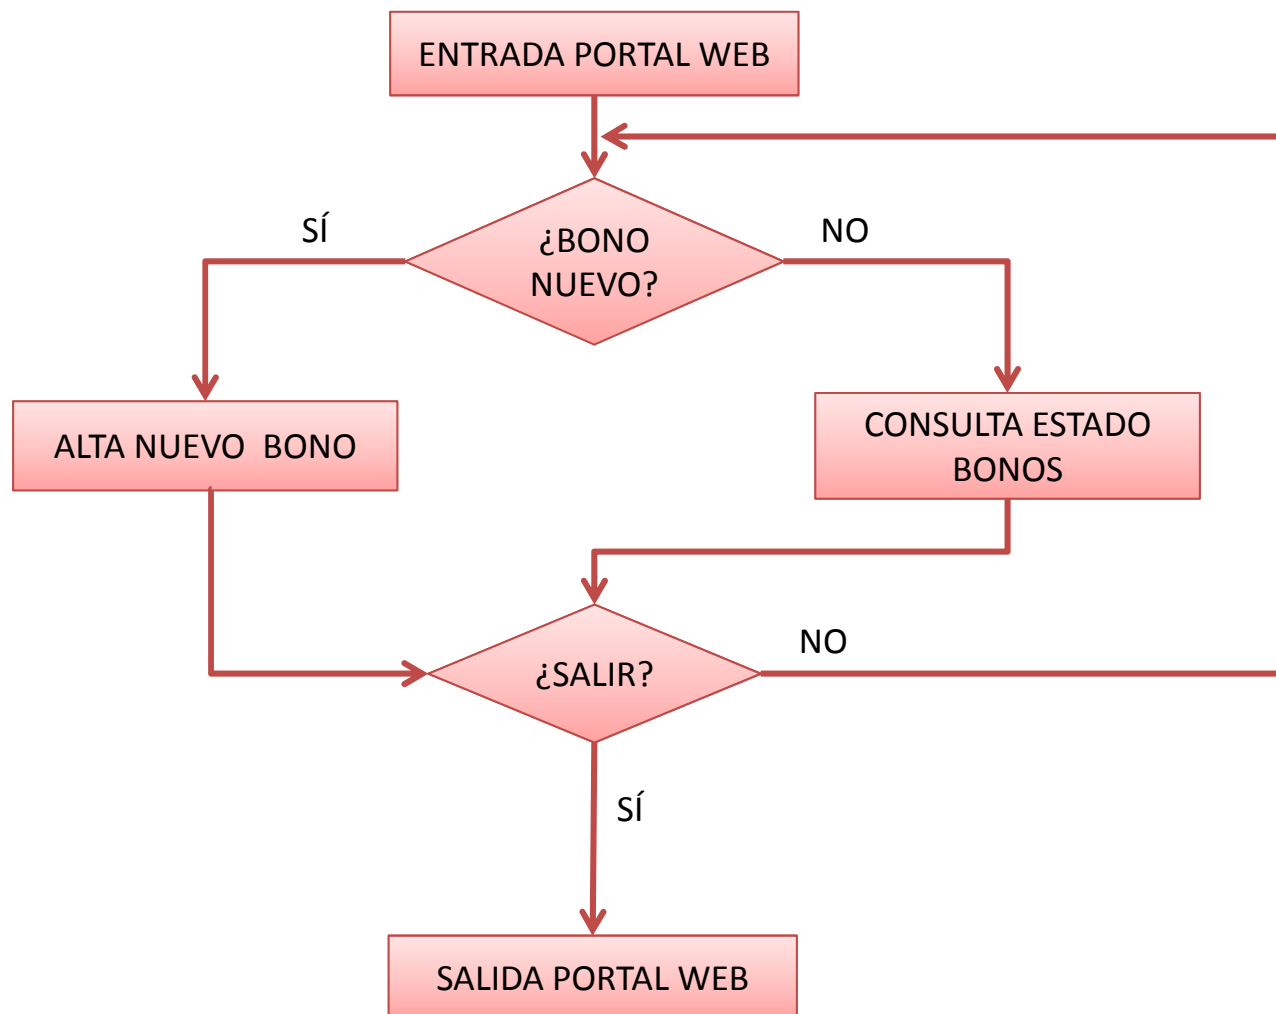 ENTRADA PORTAL WEB
SÍ
¿BONO
NUEVO?
NO
ALTA NUEVO  BONO
CONSULTA ESTADO
BONOS
¿SALIR?
NO
SÍ
SALIDA PORTAL WEB